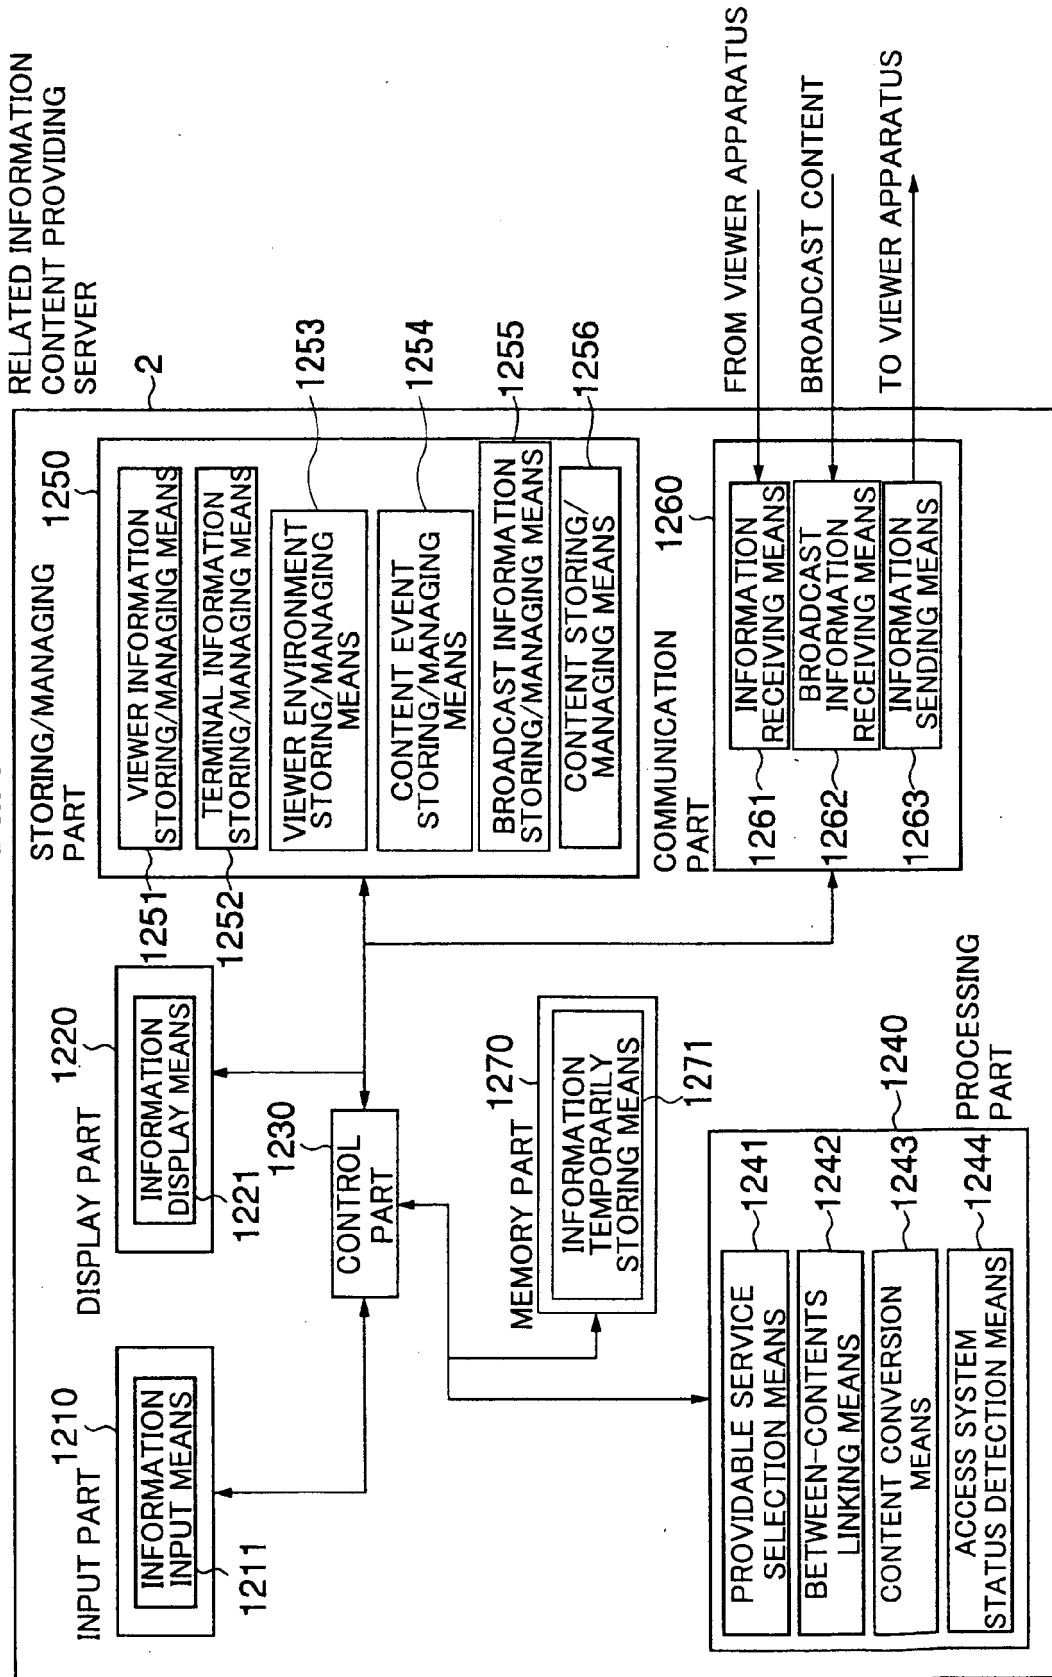 RELATED INFORMATION
CONTENT PROVIDING
SERVER
2
INPUT PART
1210
INFORMATION
INPUT MEANS
1211
DISPLAY PART
1220
INFORMATION
DISPLAY MEANS
1221
1230
CONTROL
PART
STORING/MANAGING
PART
1250
VIEWER INFORMATION
STORING/MANAGING MEANS
1251
TERMINAL INFORMATION
STORING/MANAGING MEANS
1252
VIEWER ENVIRONMENT
STORING/MANAGING
MEANS
1253
CONTENT EVENT
STORING/MANAGING
MEANS
1254
BROADCAST INFORMATION
STORING/MANAGING MEANS
1255
CONTENT STORING/
MANAGING MEANS
1256
MEMORY PART
1270
INFORMATION
TEMPORARILY
STORING MEANS
1271
COMMUNICATION
PART
1260
INFORMATION
RECEIVING MEANS
1261
BROADCAST
INFORMATION
RECEIVING MEANS
1262
INFORMATION
SENDING MEANS
1263
FROM VIEWER APPARATUS
BROADCAST CONTENT
TO VIEWER APPARATUS
1240
PROCESSING
PART
PROVIDABLE SERVICE
SELECTION MEANS
1241
BETWEEN-CONTENTS
LINKING MEANS
1242
CONTENT CONVERSION
MEANS
1243
ACCESS SYSTEM
STATUS DETECTION MEANS
1244